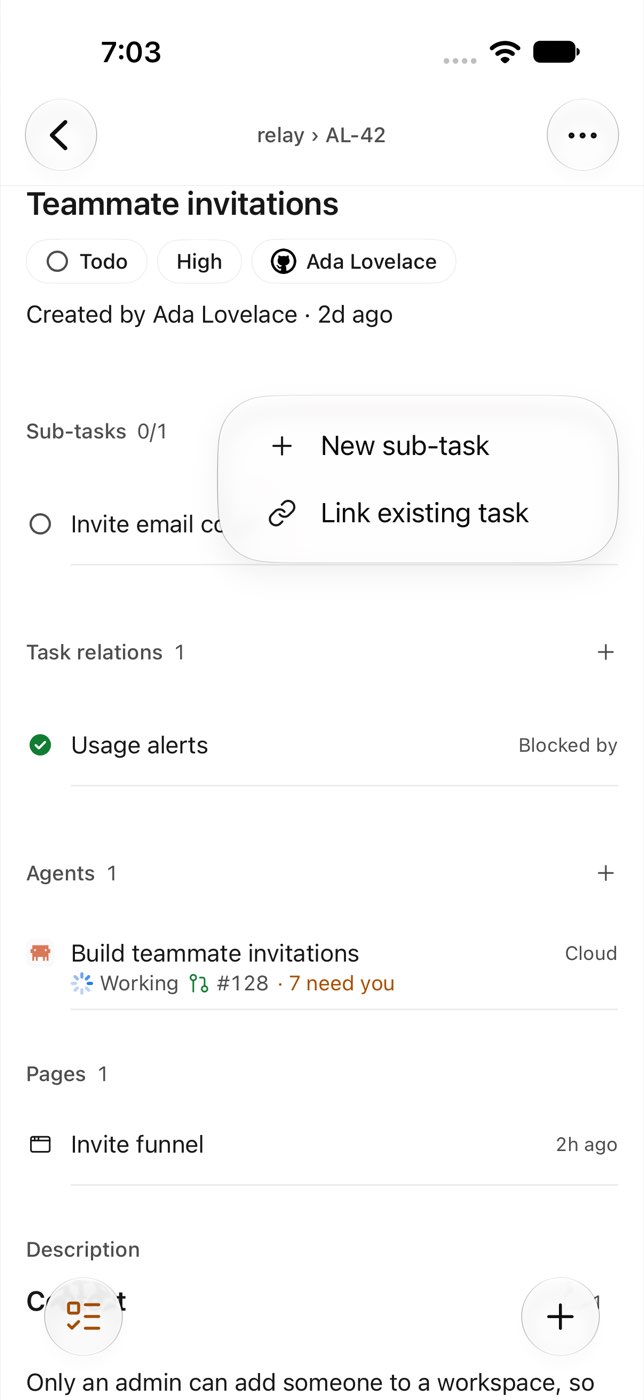 7:03
relay › AL-42
Teammate invitations
Todo
High
Ada Lovelace
Created by Ada Lovelace · 2d ago
Sub-tasks 0/1
New sub-task
Link existing task
Invite email
Task relations 1
Usage alerts
Blocked by
Agents 1
Build teammate invitations
Cloud
Working #128 · 7 need you
Pages 1
Invite funnel
2h ago
Description
Only an admin can add someone to a workspace, so